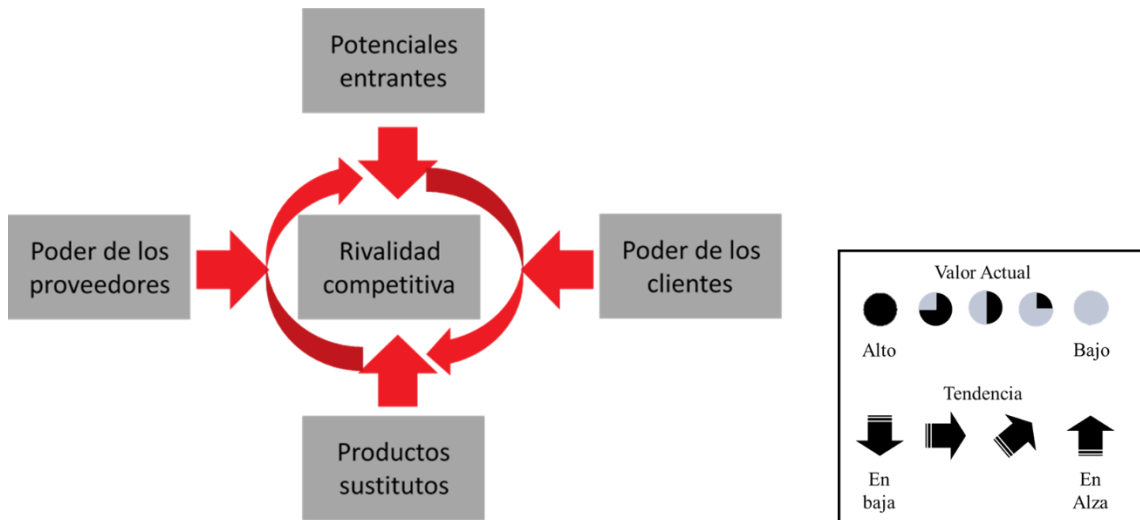 Potenciales
entrantes
Poder de los
proveedores
Rivalidad
competitiva
Poder de los
clientes
Productos
sustitutos
Valor Actual
Alto
Bajo
Tendencia
En
baja
En
Alza